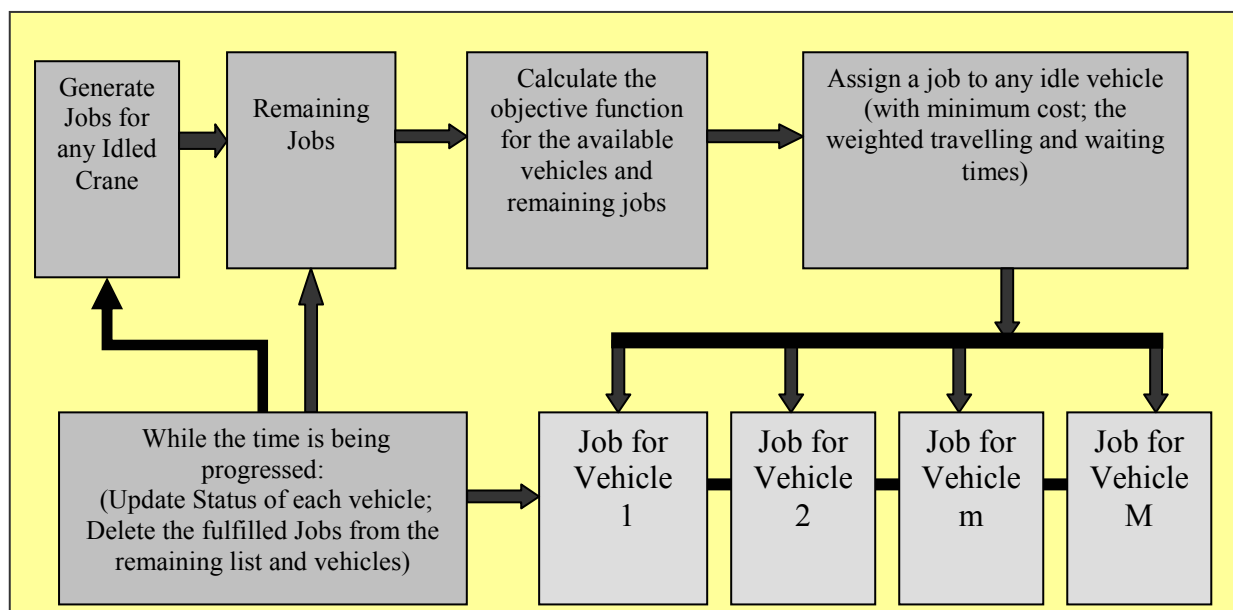 Generate
Jobs for
any Idled
Crane
Remaining
Jobs
Calculate the
objective function
for the available
vehicles and
remaining jobs
Assign a job to any idle vehicle
(with minimum cost; the
weighted travelling and waiting
times)
While the time is being
progressed:
(Update Status of each vehicle;
Delete the fulfilled Jobs from the
remaining list and vehicles)
Job for
Vehicle
1
Job for
Vehicle
2
Job for
Vehicle
m
Job for
Vehicle
M